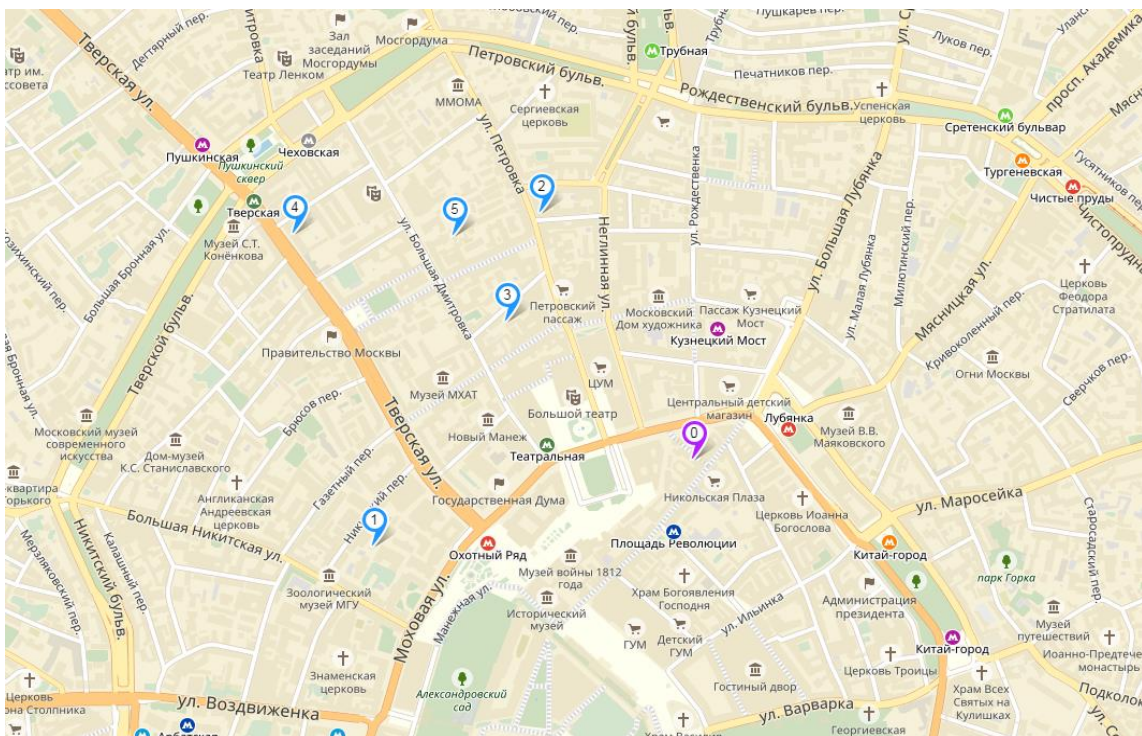 Пушкарев пер.
Детярный пер.
Мосгордума
Зал
заседаний
Мосгордумы
Театр Ленком
Тверская ул.
Петровский бульв.
Трубная
Печатников пер.
Луков пер.
просп. Академика
ММОМА
Сергиевская
церковь
Рождественский бульв.
Успенская
церковь
Сретенский бульвар
Пушкинская
Пушкинский
сквер
Чеховская
ул. Петровка
Тургеневская
Гусятников пер.
Чистые пруды
Тверская
4
5
2
Музей С.Т.
Конёнкова
ул. Рождественка
Неглинная ул.
ул. Большая Лубянка
Милютинский пер.
ул. Малая Лубянка
Мясницкая ул.
Большая Бронная ул.
ул. Большая Дмитровка
Церковь
Феодора
Стратилата
3
Петровский
пассаж
Московский
Дом художника
Пассаж Кузнецкий
Мост
Кузнецкий Мост
Кривоколенный пер.
Правительство Москвы
Тверской бульв.
Огни Москвы
Сверчков пер.
ЦУМ
Музей МХАТ
Брюсов пер.
Большой театр
Центральный детский
магазин
Лубянка
Тверская ул.
Московский музей
современного
искусства
Новый Манеж
Театральная
0
Музей В.В.
Маяковского
Дом-музей
К.С. Станиславского
Газетный пер.
Англиканская
Андреевская
церковь
Государственная Дума
Никольская Плаза
ул. Маросейка
1
Церковь Иоанна
Богослова
Большая Никитская ул.
Охотный Ряд
Площадь Революции
Китай-город
Старосадский пер.
Мерзляковский пер.
Калашный пер.
Никитский бульв.
Зоологический
музей МГУ
Музей войны 1812
года
Храм Богоявления
Господня
парк Горка
Моховая ул.
Манежная ул.
Исторический
музей
ГУМ
Детский
ГУМ
ул. Ильинка
Администрация
президента
Музей
путешествий
Китай-город
Знаменская
церковь
Александровский
сад
Гостиный двор
Церковь Троицы
Храм Всех
Святых на
Кулишках
ул. Воздвиженка
ул. Варварка
Георгиевская